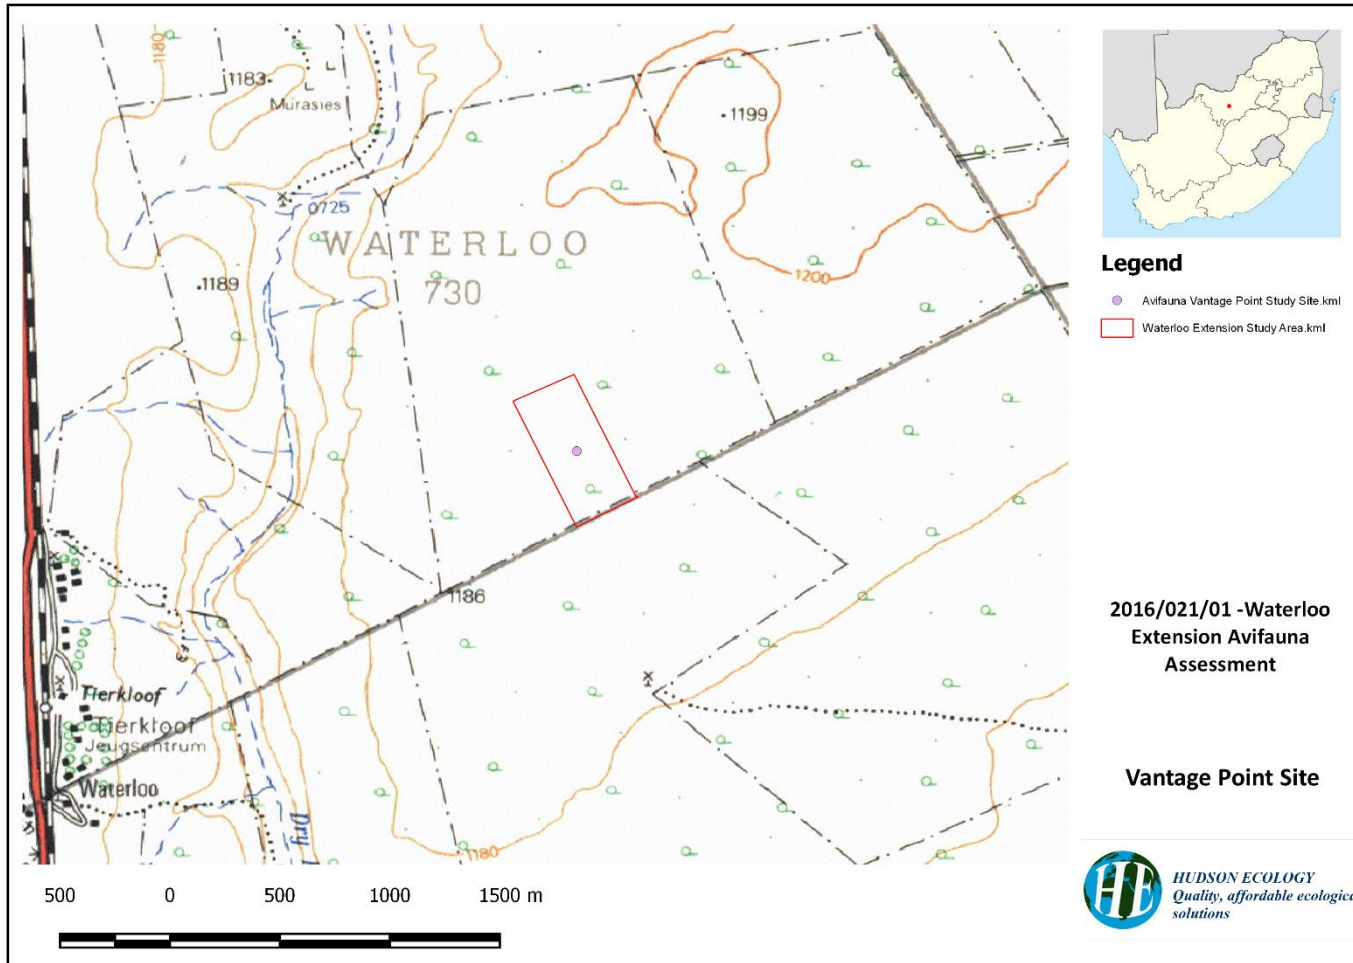 1180
1183
Murasies
1199
0725
WATERLOO
730
1189
1200
1186
Tierkloof
Tierkloof
Jeugsentrum
Waterloo
Dry
1180
500 0 500 1000 1500 m
Legend
Avifauna Vantage Point Study Site.kml
Waterloo Extension Study Area.kml
2016/021/01 -Waterloo
Extension Avifauna
Assessment
Vantage Point Site
HE
HUDSON ECOLOGY
Quality, affordable ecologica
solutions